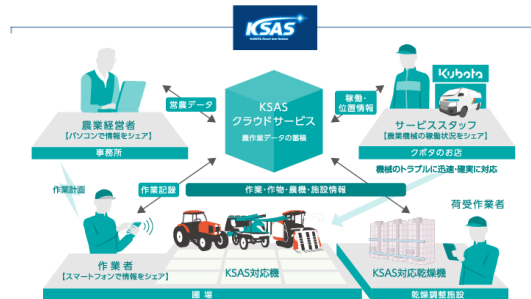 KSAS
KUBOTA Smart Agri System
KSAS
クラウドサービス
農作業データの蓄積
営農データ
稼働・
位置情報
Kubota
農業経営者
【パソコンで情報をシェア】
事務所
サービススタッフ
【農業機械の稼働状況をシェア】
クボタのお店
機械のトラブルに迅速・確実に対応
作業計画
作業記録
作業・作物・農機・施設情報
荷受作業者
作業者
【スマートフォンで情報をシェア】
KSAS対応機
圃場
KSAS対応乾燥機
乾燥調整施設